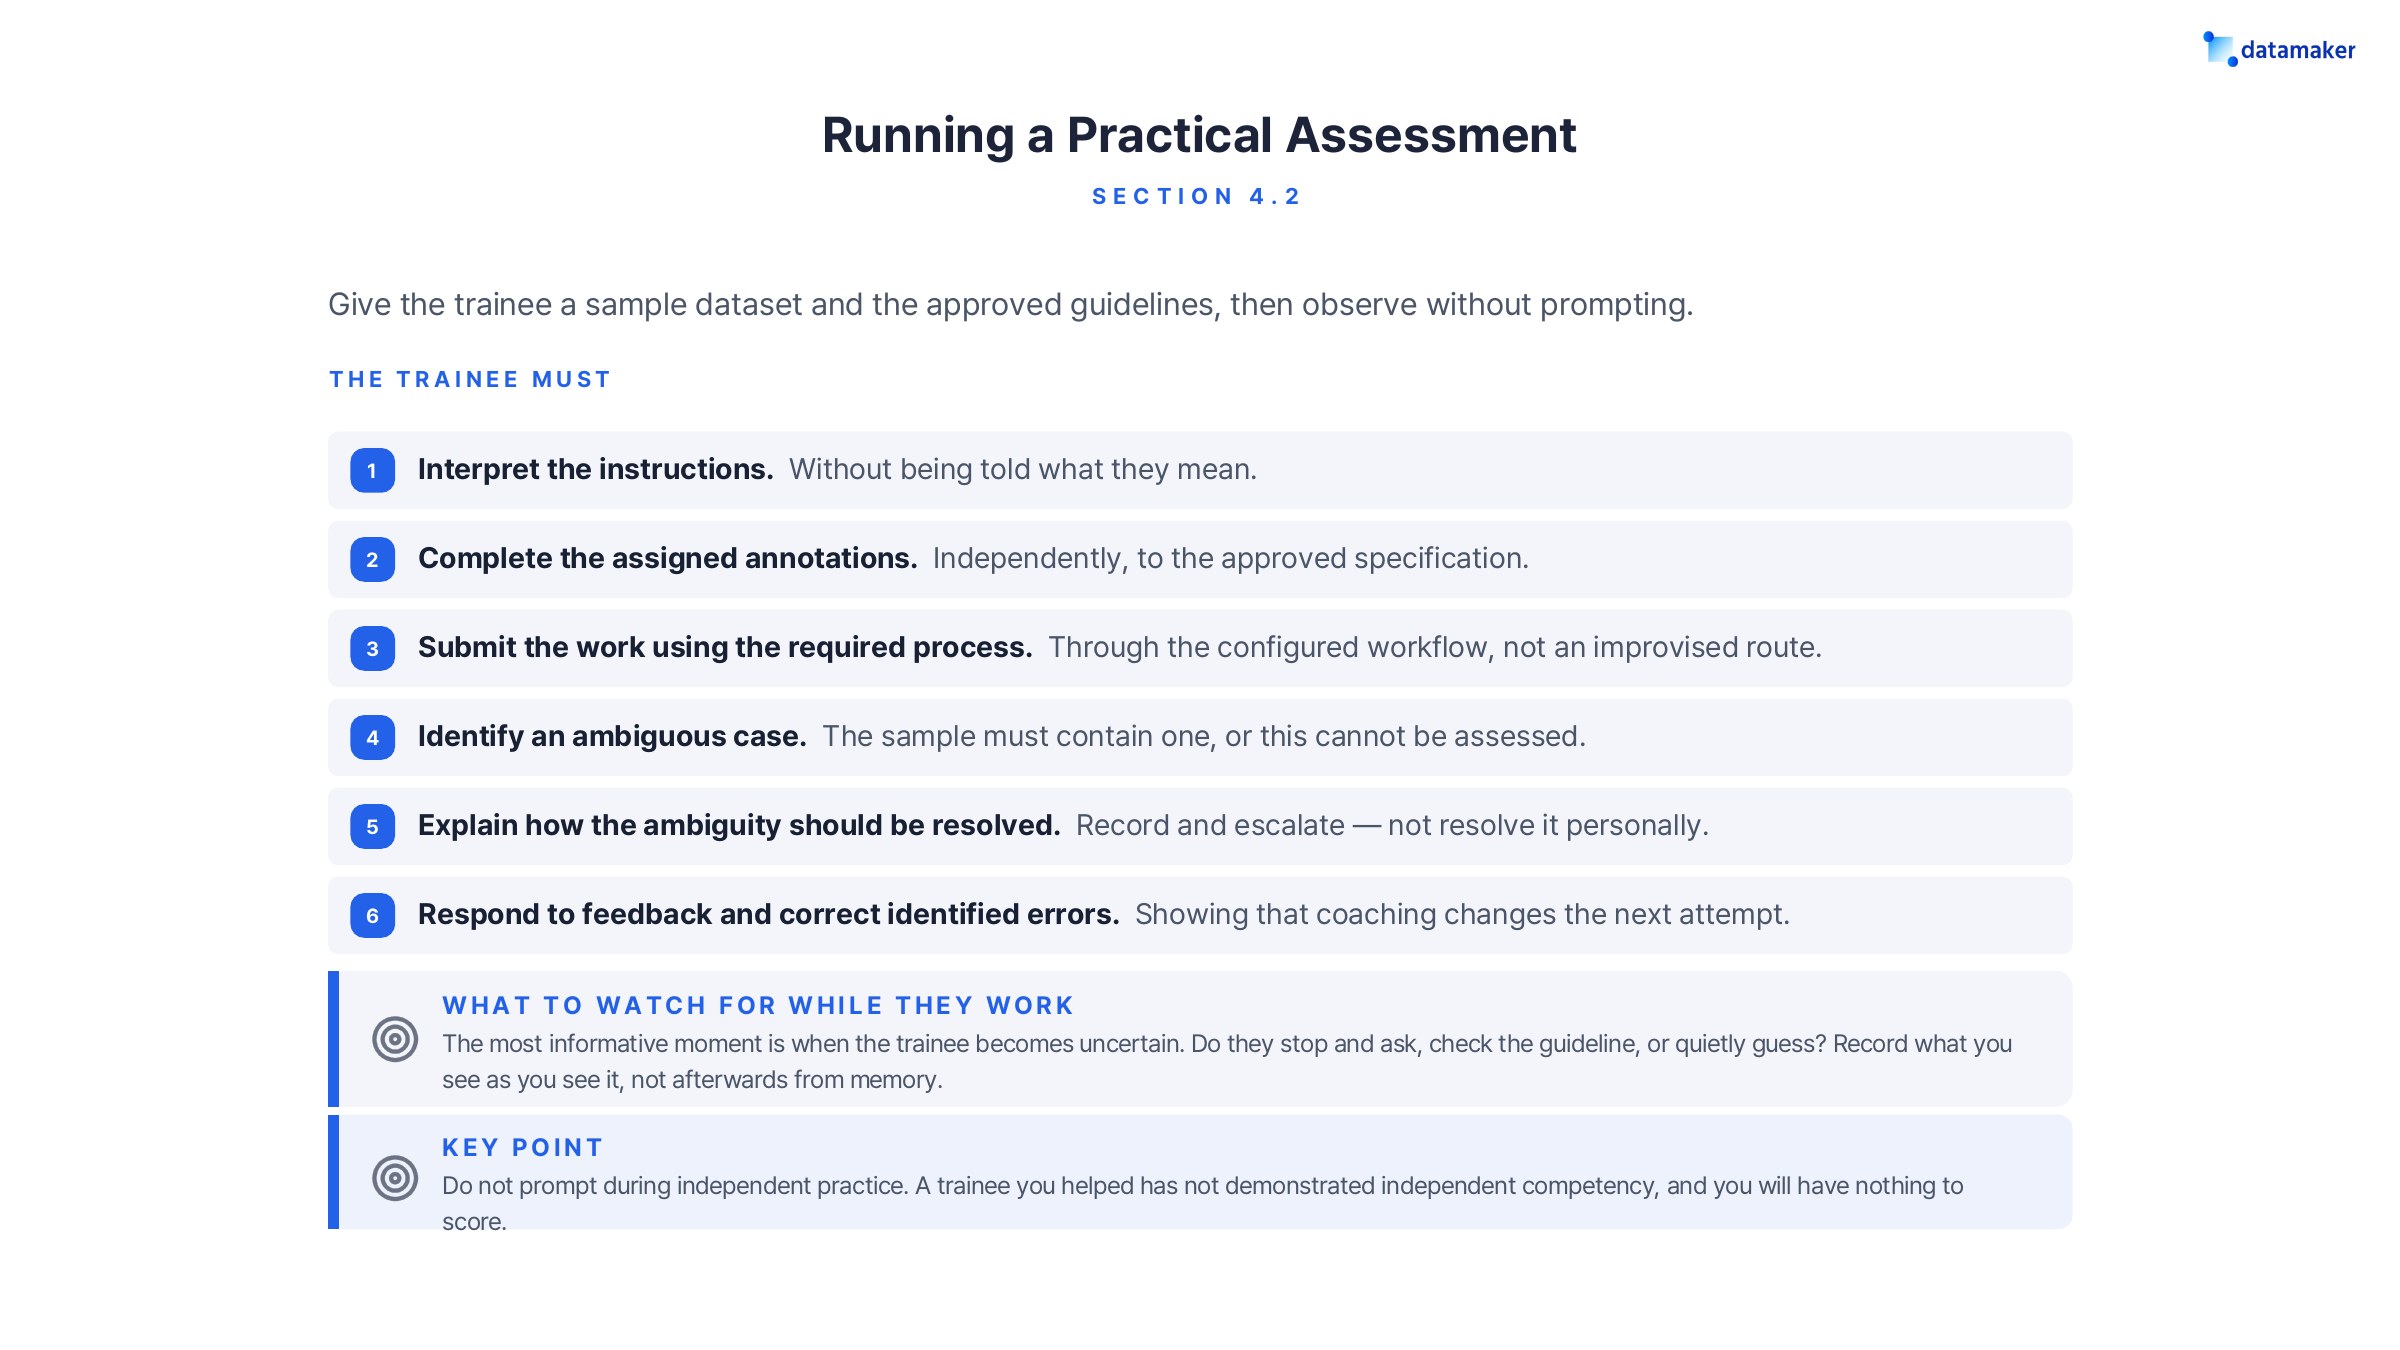 datamaker
Running a Practical Assessment
SECTION 4.2
Give the trainee a sample dataset and the approved guidelines, then observe without prompting.
THE TRAINEE MUST
1 Interpret the instructions. Without being told what they mean.
2 Complete the assigned annotations. Independently, to the approved specification.
3 Submit the work using the required process. Through the configured workflow, not an improvised route.
4 Identify an ambiguous case. The sample must contain one, or this cannot be assessed.
5 Explain how the ambiguity should be resolved. Record and escalate — not resolve it personally.
6 Respond to feedback and correct identified errors. Showing that coaching changes the next attempt.
WHAT TO WATCH FOR WHILE THEY WORK
The most informative moment is when the trainee becomes uncertain. Do they stop and ask, check the guideline, or quietly guess? Record what you
see as you see it, not afterwards from memory.
KEY POINT
Do not prompt during independent practice. A trainee you helped has not demonstrated independent competency, and you will have nothing to
score.